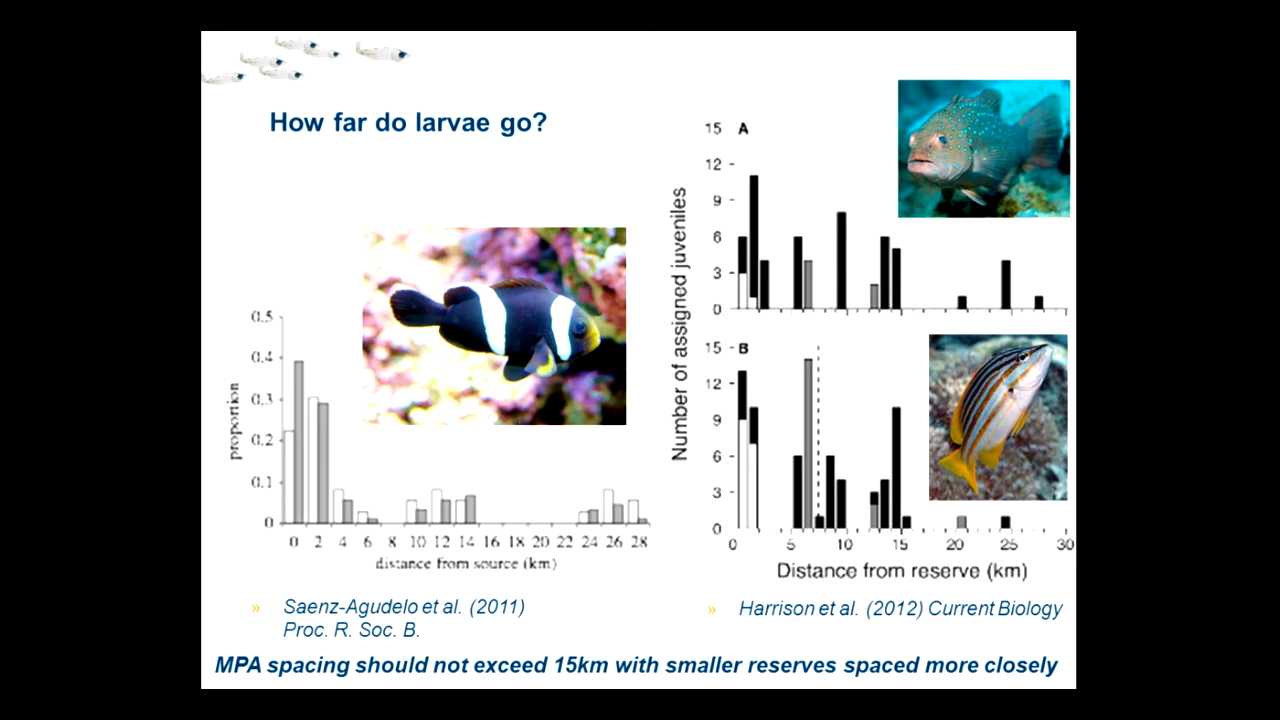 How far do larvae go?
0.5
0.4
0.3
0.2
0.1
0
proportion
0 2 4 6 8 10 12 14 16 18 20 22 24 26 28
distance from source (km)
» Saenz-Agudelo et al. (2011)
Proc. R. Soc. B.
Number of assigned juveniles
15 A
12
9
6
3
0
15 B
12
9
6
3
0
0 5 10 15 20 25 30
Distance from reserve (km)
» Harrison et al. (2012) Current Biology
MPA spacing should not exceed 15km with smaller reserves spaced more closely